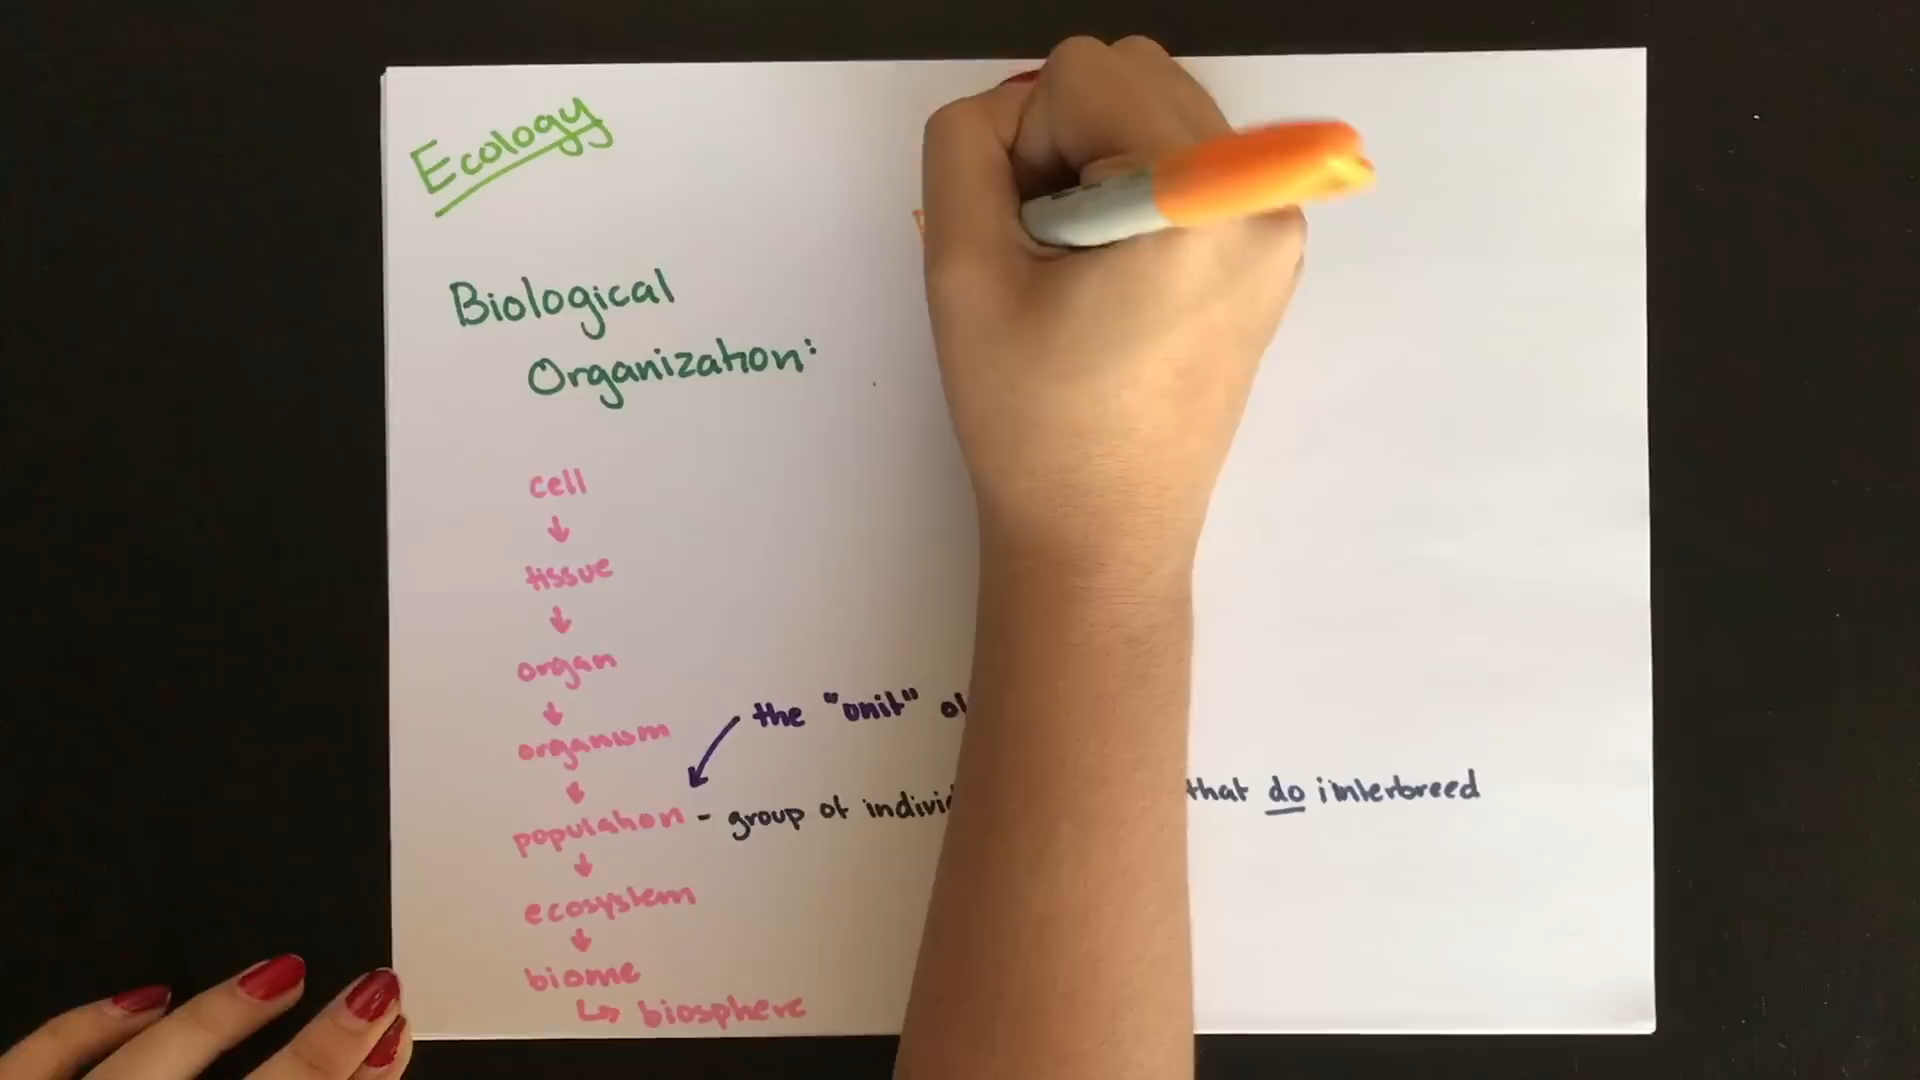 Ecology
Biological
Organization:
cell
↓
tissue
↓
organ
↓
organism
↓
the "unit" of
population - group of that do interbreed
↓
ecosystem
↓
biome
↳ biosphere